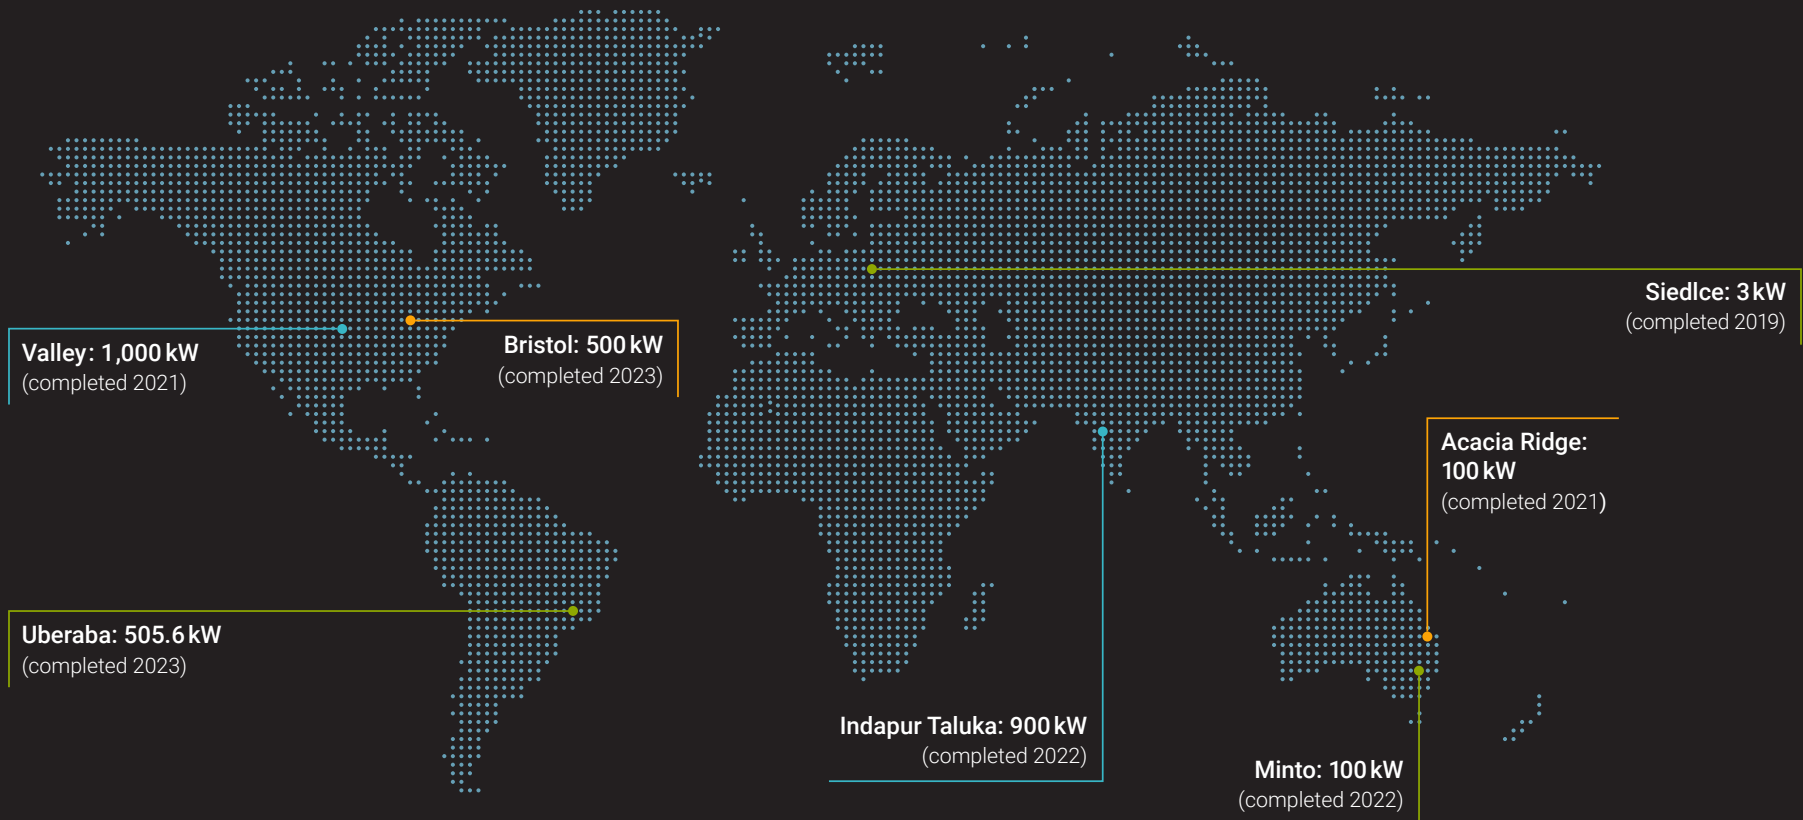 Siedlce: 3 kW
(completed 2019)
Valley: 1,000 kW
(completed 2021)
Bristol: 500 kW
(completed 2023)
Acacia Ridge:
100 kW
(completed 2021)
Uberaba: 505.6 kW
(completed 2023)
Indapur Taluka: 900 kW
(completed 2022)
Minto: 100 kW
(completed 2022)